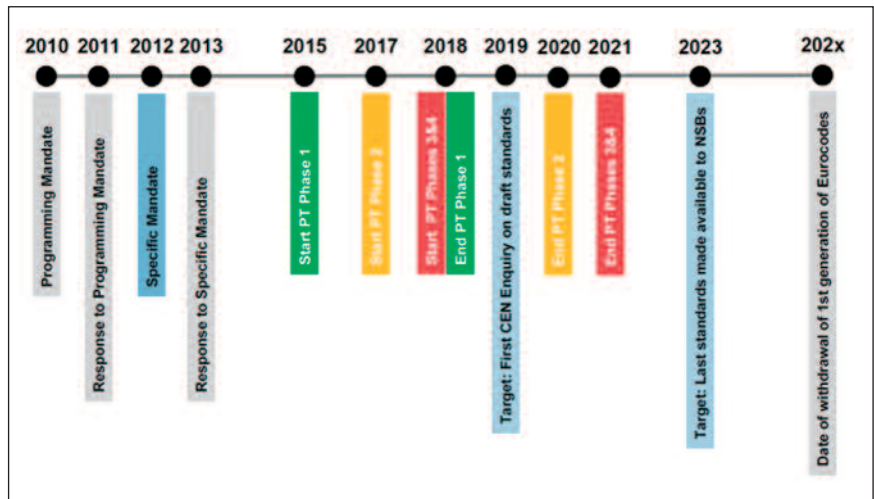 2010 2011 2012 2013 2015 2017 2018 2019 2020 2021 2023 202x
Programming Mandate
Response to Programming Mandate
Specific Mandate
Response to Specific Mandate
Start PT Phase 1
Start PT Phase 2
Start PT Phases 3&4
End PT Phase 1
Target: First CEN Enquiry on draft standards
End PT Phase 2
End PT Phases 3&4
Target: Last standards made available to NSBs
Date of withdrawal of 1st generation of Eurocodes